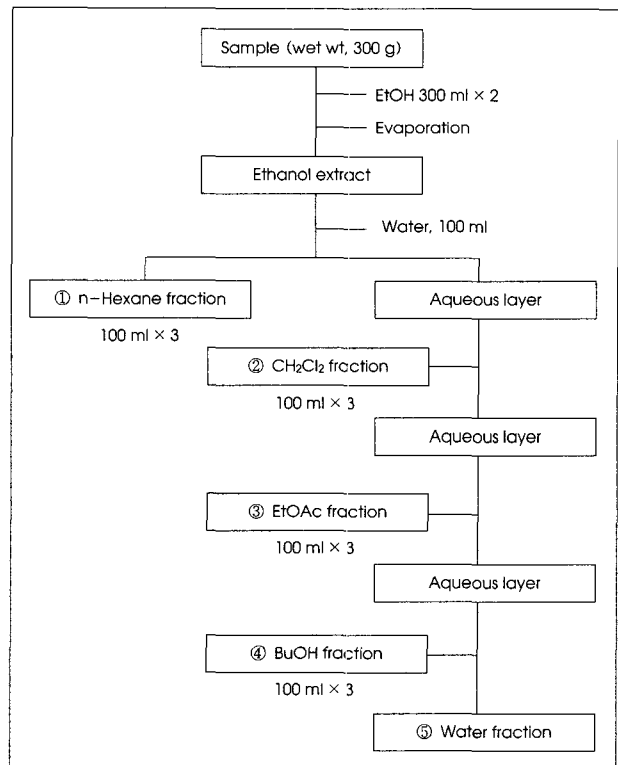 Sample (wet wt, 300 g)
EtOH 300 ml × 2
Evaporation
Ethanol extract
Water, 100 ml
① n-Hexane fraction
Aqueous layer
100 ml × 3
② CH₂Cl₂ fraction
100 ml × 3
Aqueous layer
③ EtOAc fraction
100 ml × 3
Aqueous layer
④ BuOH fraction
100 ml × 3
⑤ Water fraction